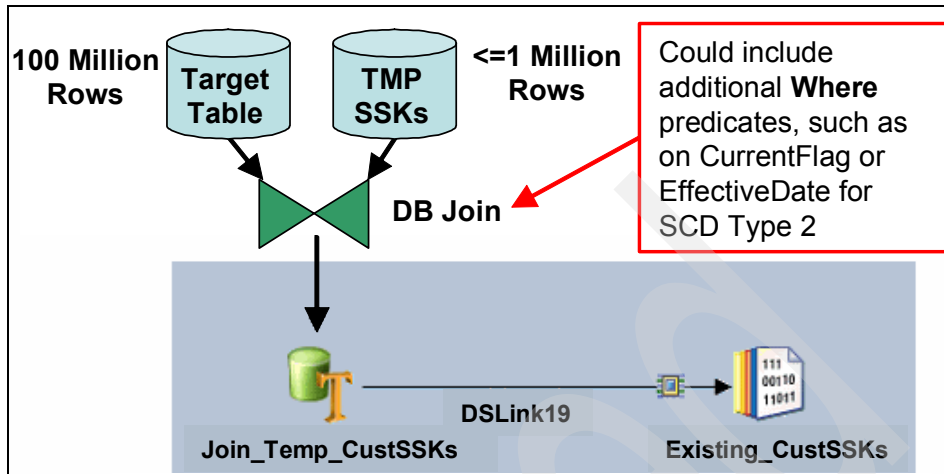 100 Million
Rows
Target
Table
TMP
SSKs
<=1 Million
Rows
Could include
additional Where
predicates, such as
on CurrentFlag or
EffectiveDate for
SCD Type 2
DB Join
111
00110
11011
T
DSLink19
Join_Temp_CustSSKs
Existing_CustSSKs